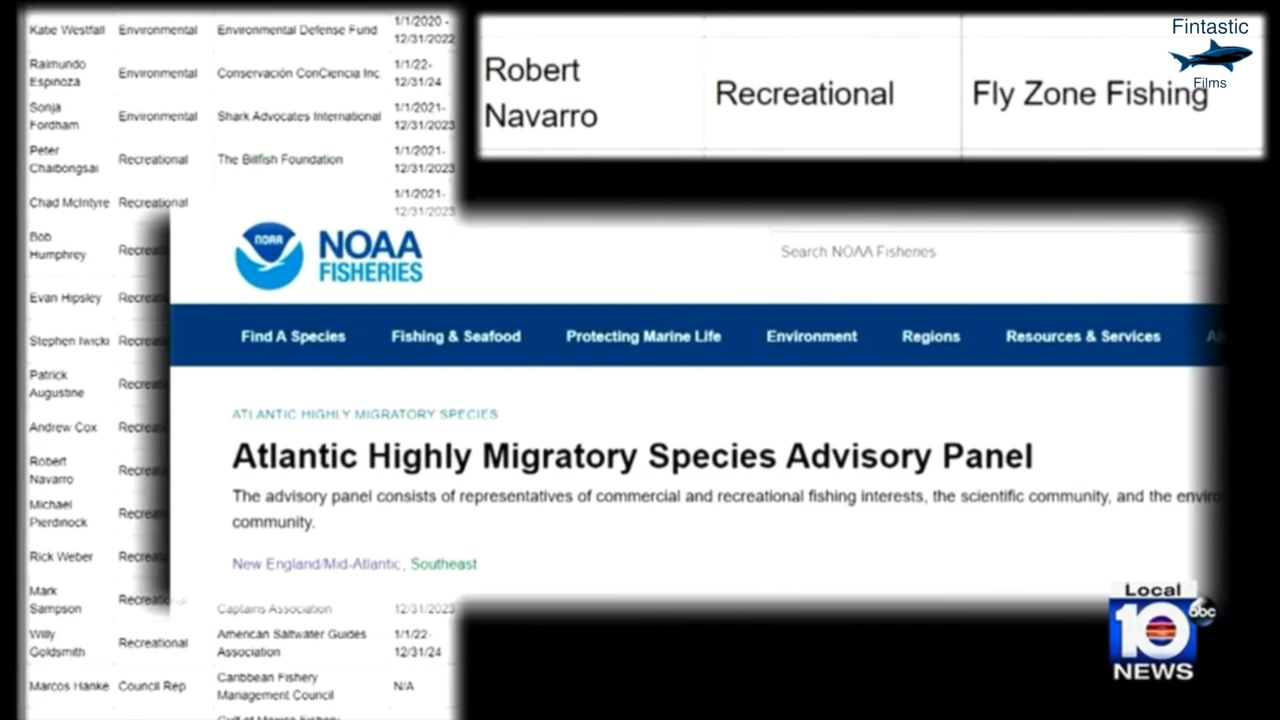 Katie Westfall Environmental Environmental Defense Fund 1/1/2020 -
12/31/2022
Raimundo
Espinoza Environmental Conservación ConCiencia Inc. 1/1/22-
12/31/24
Sonja
Fordham Environmental Shark Advocates International 1/1/2021-
12/31/2023
Peter
Chaibongsai Recreational The Billfish Foundation 1/1/2021-
12/31/2023
Chad McIntyre Recreational 1/1/2021-
12/31/2023
Bob
Humphrey
Evan Hipsley
Stephen Iwicki
Patrick
Augustine
Andrew Cox
Robert
Navarro
Michael
Pierdinock
Rick Weber
Mark
Sampson Captains Association 12/31/2023
Willy
Goldsmith Recreational American Saltwater Guides
Association 1/1/22-
12/31/24
Marcos Hanke Council Rep Caribbean Fishery
Management Council N/A
Robert
Navarro Recreational Fly Zone Fishing
Fintastic
Films
NOAA
NOAA
FISHERIES
Search NOAA Fisheries
Find A Species Fishing & Seafood Protecting Marine Life Environment Regions Resources & Services
ATLANTIC HIGHLY MIGRATORY SPECIES
Atlantic Highly Migratory Species Advisory Panel
The advisory panel consists of representatives of commercial and recreational fishing interests, the scientific community, and the
community.
New England/Mid-Atlantic, Southeast
Local
10 abc
NEWS